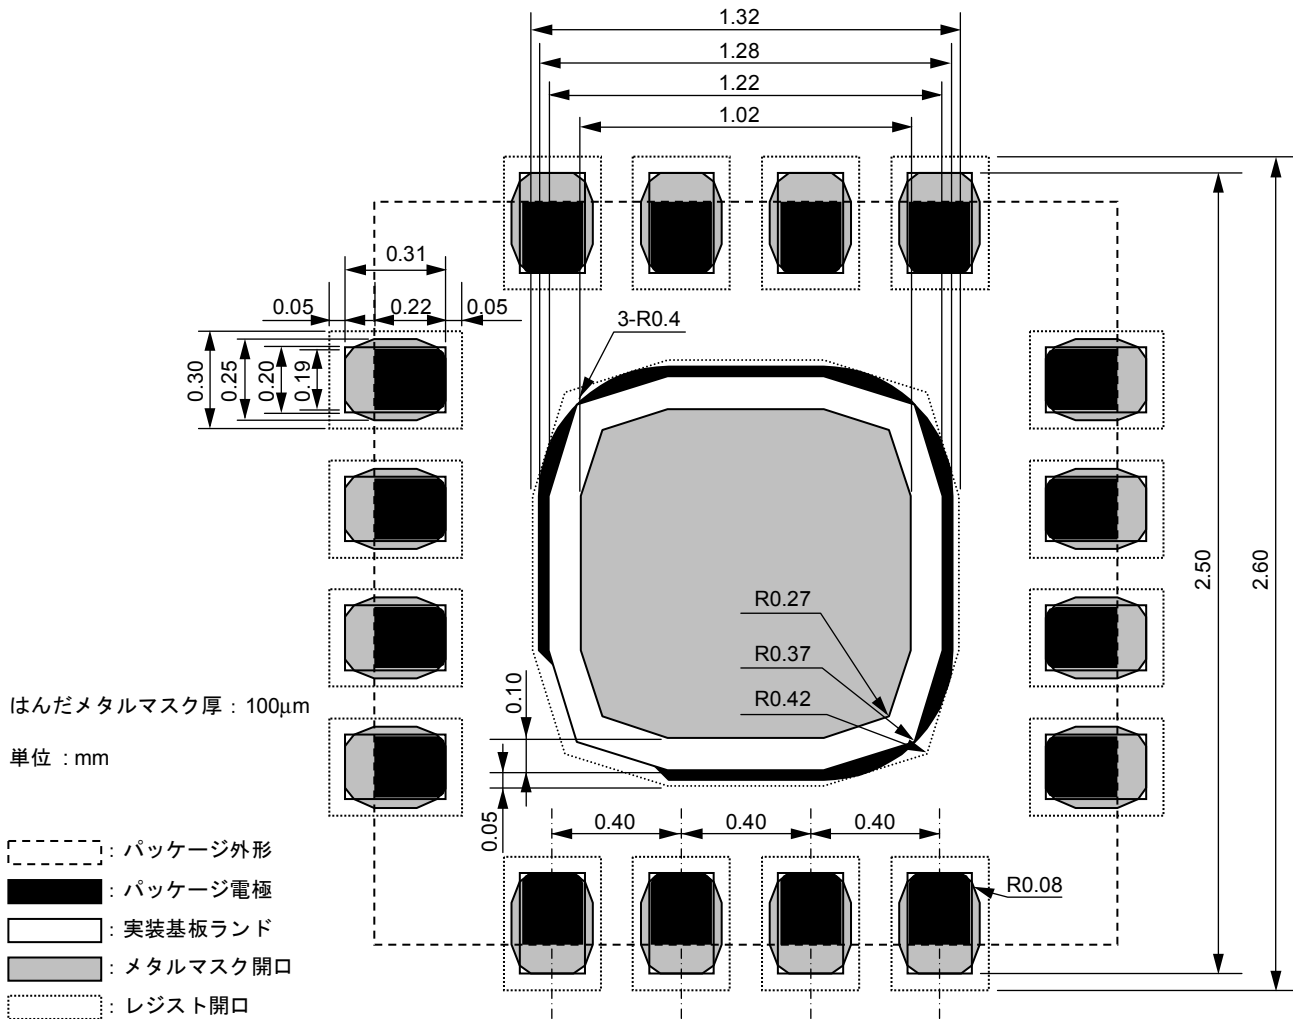 1.32
1.28
1.22
1.02
0.31
0.05
0.22
0.05
3-R0.4
0.30
0.25
0.20
0.19
2.50
2.60
R0.27
R0.37
R0.42
はんだメタルマスク厚 : 100μm
単位 : mm
0.10
0.05
0.40
0.40
0.40
R0.08
: パッケージ外形
: パッケージ電極
: 実装基板ランド
: メタルマスク開口
: レジスト開口